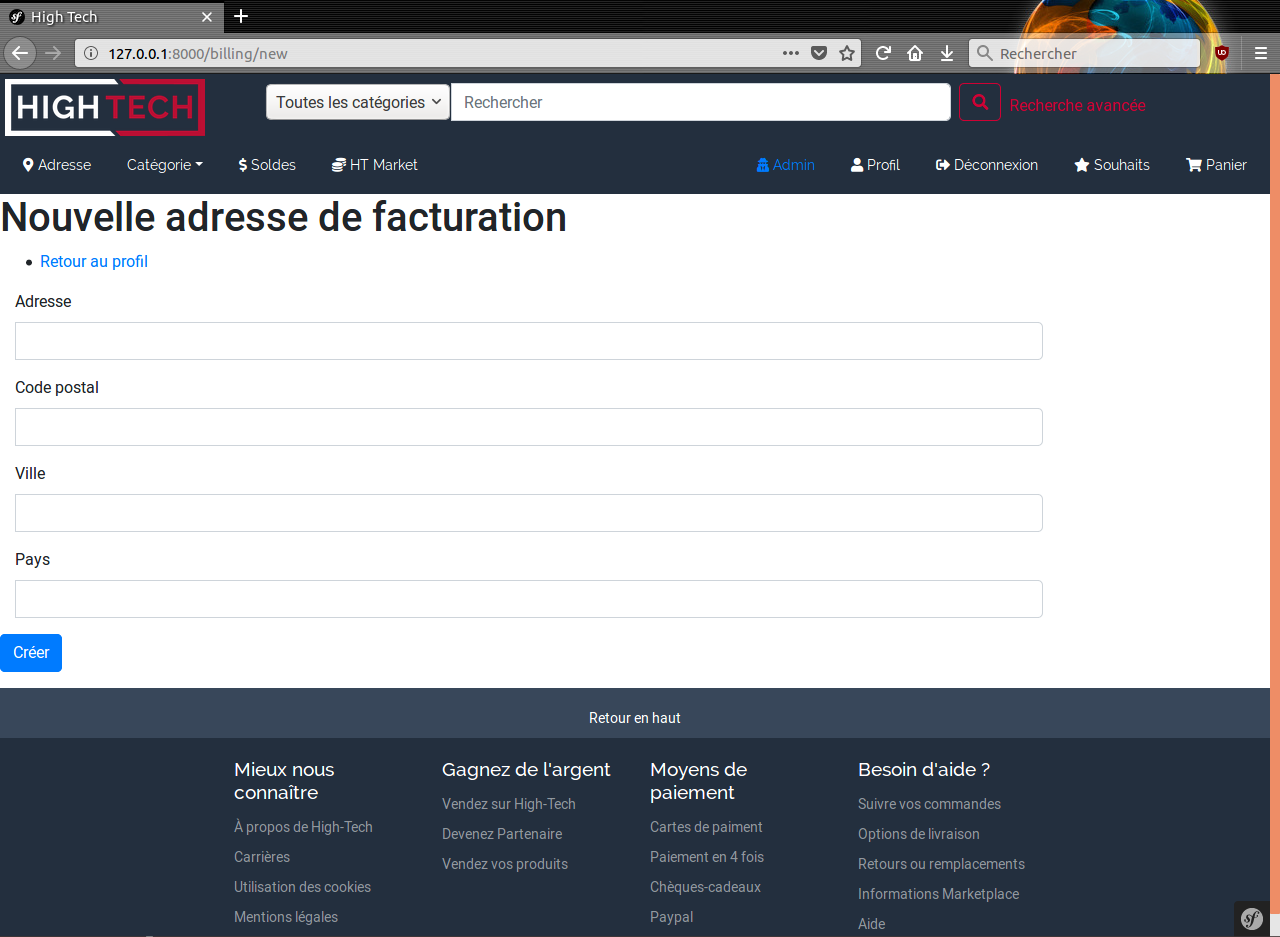 High Tech
127.0.0.1:8000/billing/new
Rechercher
HIGH TECH
Toutes les catégories
Rechercher
Recherche avancée
Adresse
Catégorie
Soldes
HT Market
Admin
Profil
Déconnexion
Souhaits
Panier
Nouvelle adresse de facturation
Retour au profil
Adresse
Code postal
Ville
Pays
Créer
Retour en haut
Mieux nous
connaître
À propos de High-Tech
Carrières
Utilisation des cookies
Mentions légales
Gagnez de l'argent
Vendez sur High-Tech
Devenez Partenaire
Vendez vos produits
Moyens de
paiement
Cartes de paiment
Paiement en 4 fois
Chèques-cadeaux
Paypal
Besoin d'aide ?
Suivre vos commandes
Options de livraison
Retours ou remplacements
Informations Marketplace
Aide